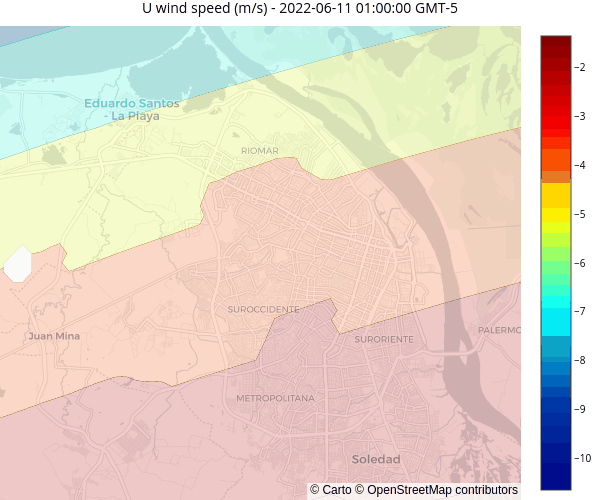 U wind speed (m/s) - 2022-06-11 01:00:00 GMT-5
−2
−3
−4
−5
−6
−7
−8
−9
−10
Eduardo Santos
- La Playa
RIOMAR
SUROCCIDENTE
Juan Mina
SURORIENTE
PALERMO
METROPOLITANA
Soledad
© Carto © OpenStreetMap contributors